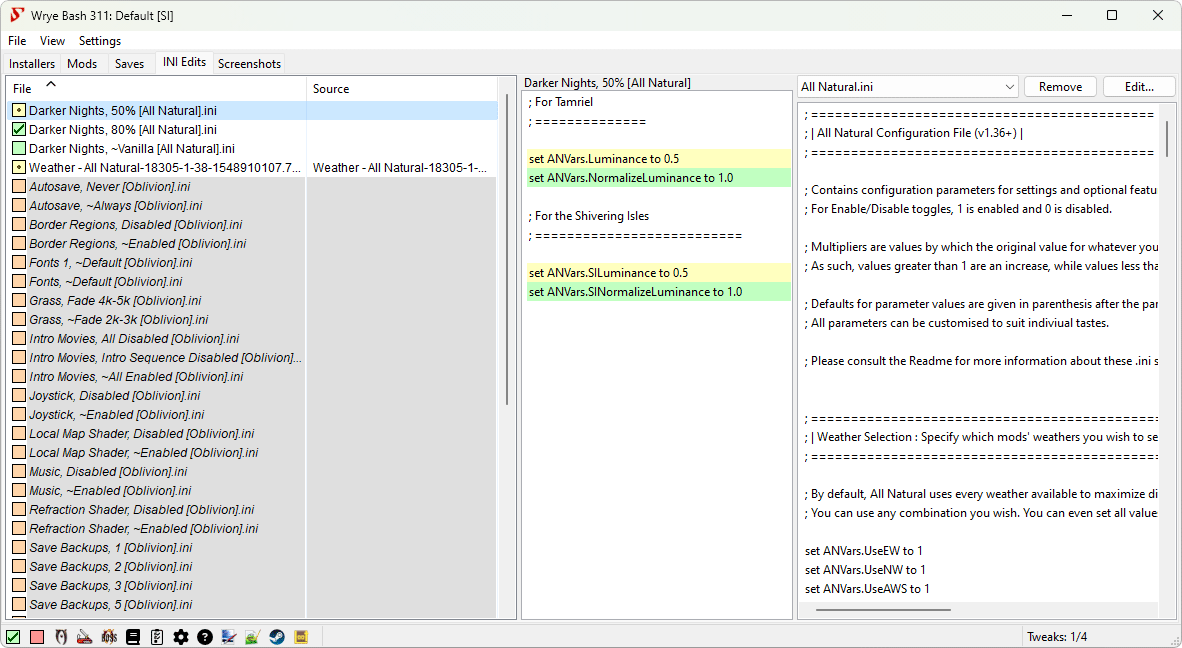 Wrye Bash 311: Default [SI]
File View Settings
Installers Mods Saves INI Edits Screenshots
File Source
Darker Nights, 50% [All Natural].ini
Darker Nights, 80% [All Natural].ini
Darker Nights, ~Vanilla [All Natural].ini
Weather - All Natural-18305-1-38-1548910107.7... Weather - All Natural-18305-1-...
Autosave, Never [Oblivion].ini
Autosave, ~Always [Oblivion].ini
Border Regions, Disabled [Oblivion].ini
Border Regions, ~Enabled [Oblivion].ini
Fonts 1, ~Default [Oblivion].ini
Fonts, ~Default [Oblivion].ini
Grass, Fade 4k-5k [Oblivion].ini
Grass, ~Fade 2k-3k [Oblivion].ini
Intro Movies, All Disabled [Oblivion].ini
Intro Movies, Intro Sequence Disabled [Oblivion]...
Intro Movies, ~All Enabled [Oblivion].ini
Joystick, Disabled [Oblivion].ini
Joystick, ~Enabled [Oblivion].ini
Local Map Shader, Disabled [Oblivion].ini
Local Map Shader, ~Enabled [Oblivion].ini
Music, Disabled [Oblivion].ini
Music, ~Enabled [Oblivion].ini
Refraction Shader, Disabled [Oblivion].ini
Refraction Shader, ~Enabled [Oblivion].ini
Save Backups, 1 [Oblivion].ini
Save Backups, 2 [Oblivion].ini
Save Backups, 3 [Oblivion].ini
Save Backups, 5 [Oblivion].ini
Darker Nights, 50% [All Natural]
; For Tamriel
; ==============
set ANVars.Luminance to 0.5
set ANVars.NormalizeLuminance to 1.0
; For the Shivering Isles
; ==========================
set ANVars.SILuminance to 0.5
set ANVars.SINormalizeLuminance to 1.0
All Natural.ini Remove Edit...
; ===========================================
; | All Natural Configuration File (v1.36+) |
; ===========================================
; Contains configuration parameters for settings and optional featu
; For Enable/Disable toggles, 1 is enabled and 0 is disabled.
; Multipliers are values by which the original value for whatever you
; As such, values greater than 1 are an increase, while values less tha
; Defaults for parameter values are given in parenthesis after the par
; All parameters can be customised to suit indiviual tastes.
; Please consult the Readme for more information about these .ini s
; ============================================
; | Weather Selection : Specify which mods' weathers you wish to se
; ============================================
; By default, All Natural uses every weather available to maximize di
; You can use any combination you wish. You can even set all value
set ANVars.UseEW to 1
set ANVars.UseNW to 1
set ANVars.UseAWS to 1
Tweaks: 1/4